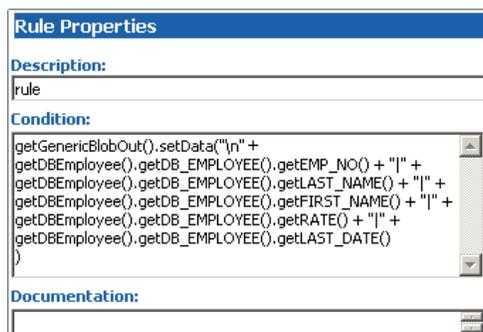 Rule Properties
Description:
rule
Condition:
getGenericBlobOut().setData("\n" +
getDBEmployee().getDB_EMPLOYEE().getEMP_NO() + "|" +
getDBEmployee().getDB_EMPLOYEE().getLAST_NAME() + "|" +
getDBEmployee().getDB_EMPLOYEE().getFIRST_NAME() + "|" +
getDBEmployee().getDB_EMPLOYEE().getRATE() + "|" +
getDBEmployee().getDB_EMPLOYEE().getLAST_DATE()
)
Documentation: